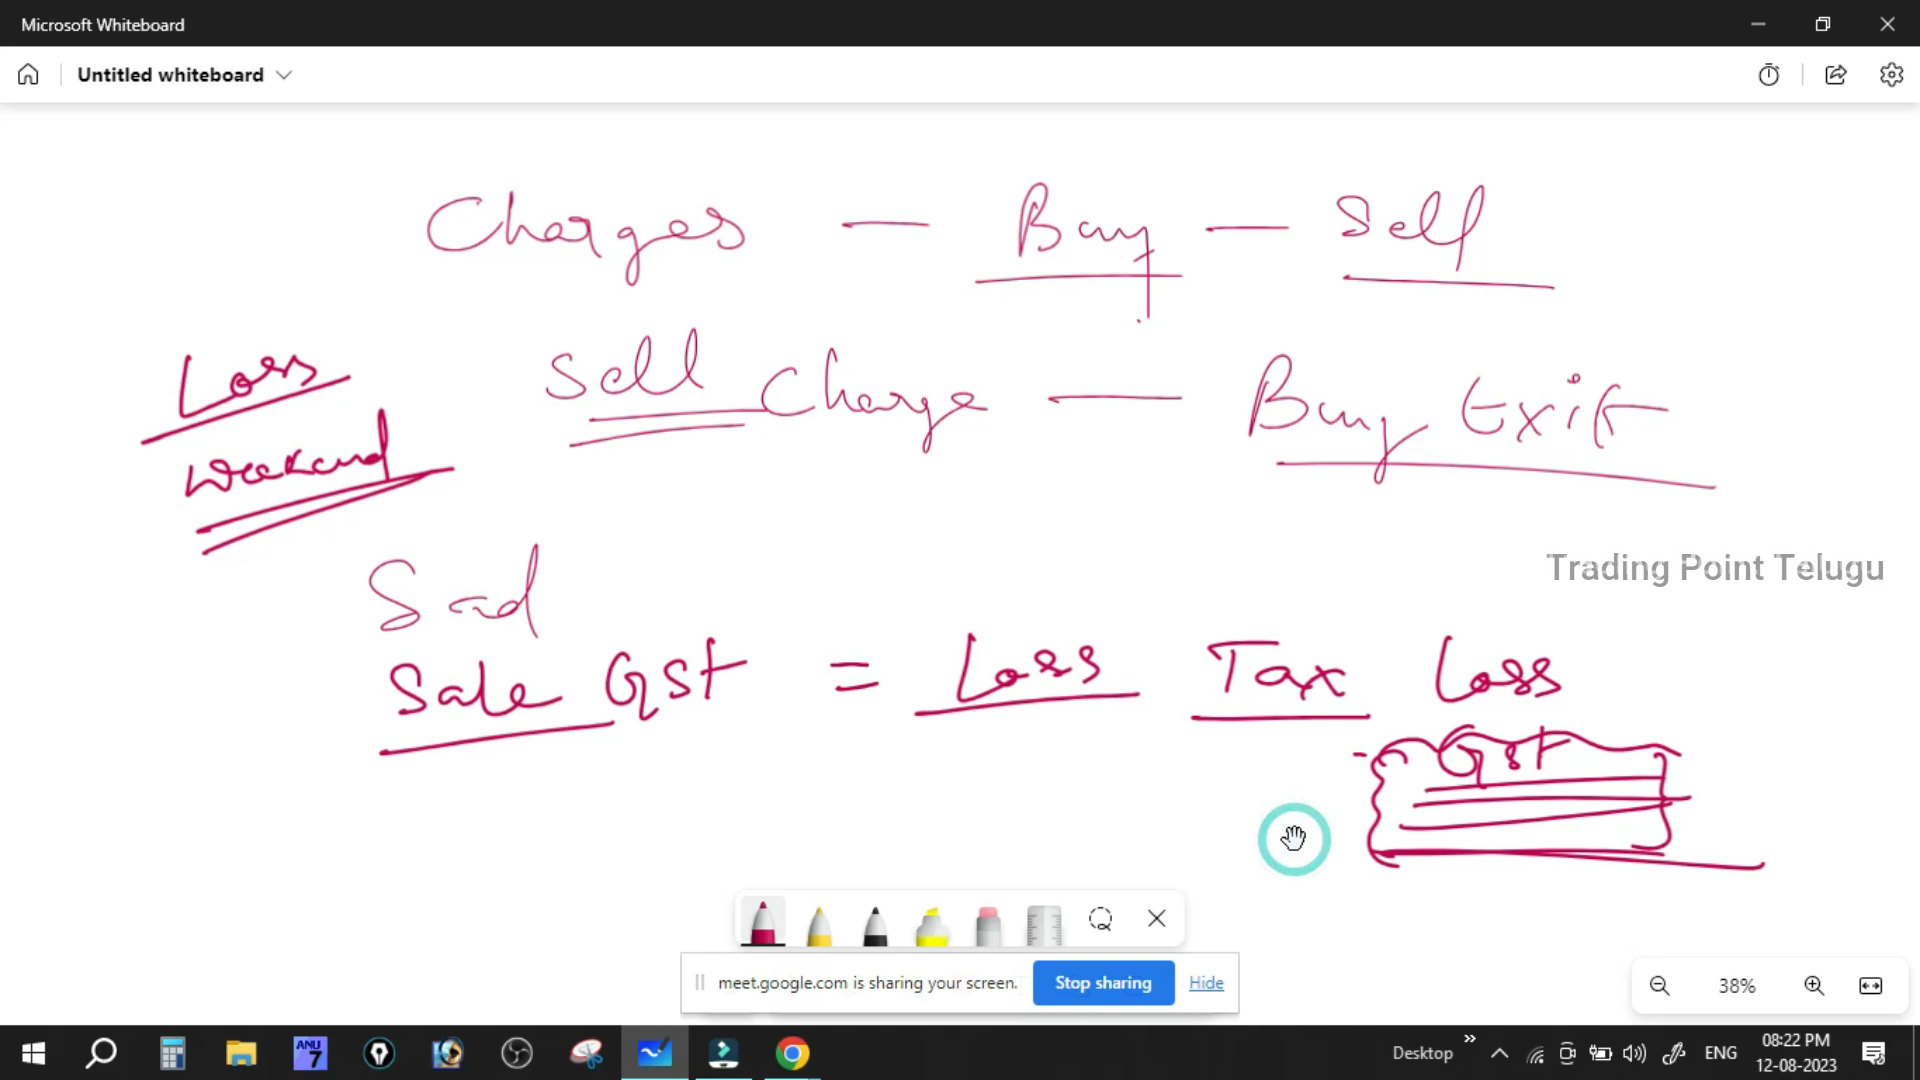 Microsoft Whiteboard
Untitled whiteboard
Charges — Buy — Sell
Loss
Sell Charge — Buy Exit
weekend
Sad
Trading Point Telugu
Sale GST = Loss Tax Loss
GST
meet.google.com is sharing your screen. Stop sharing Hide
38%
ANU 7
Desktop
ENG
08:22 PM
12-08-2023